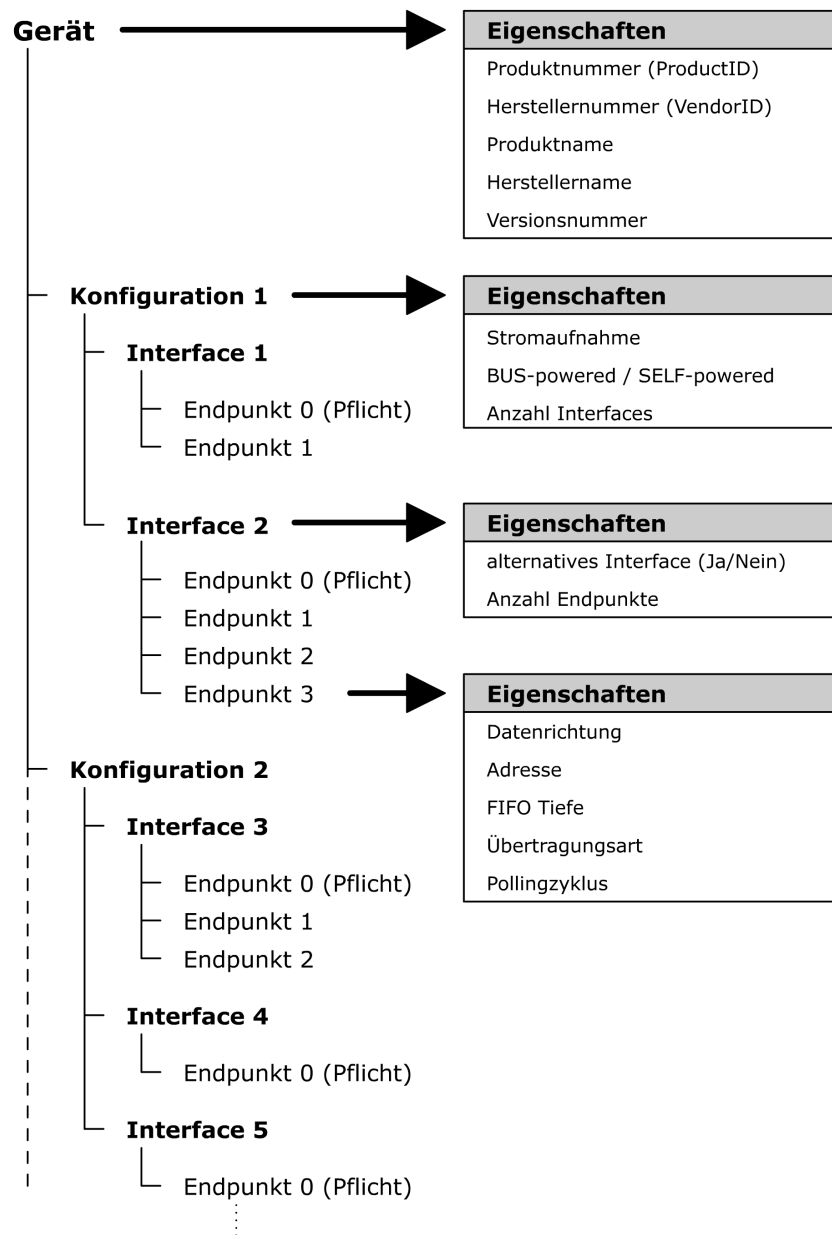 Gerät
Eigenschaften
Produktnummer (ProductID)
Herstellernummer (VendorID)
Produktname
Herstellername
Versionsnummer
Konfiguration 1
Eigenschaften
Stromaufnahme
BUS-powered / SELF-powered
Anzahl Interfaces
Interface 1
Endpunkt 0 (Pflicht)
Endpunkt 1
Interface 2
Eigenschaften
alternatives Interface (Ja/Nein)
Anzahl Endpunkte
Endpunkt 0 (Pflicht)
Endpunkt 1
Endpunkt 2
Endpunkt 3
Eigenschaften
Datenrichtung
Adresse
FIFO Tiefe
Übertragungsart
Pollingzyklus
Konfiguration 2
Interface 3
Endpunkt 0 (Pflicht)
Endpunkt 1
Endpunkt 2
Interface 4
Endpunkt 0 (Pflicht)
Interface 5
Endpunkt 0 (Pflicht)